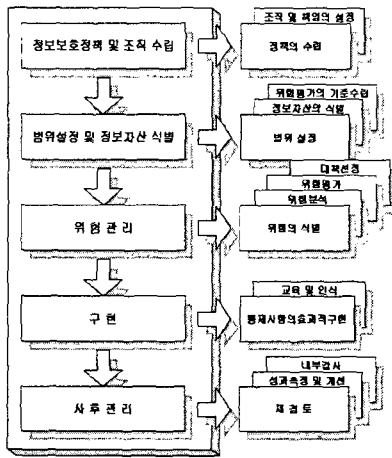 조직 및 책임의 설정
정보보호정책 및 조직 수립
정책의 수립
위험평가의 기준수립
정보자산의 식별
범위설정 및 정보자산 식별
범위 설정
대책선정
위험평가
위험분석
위험관리
위험의 식별
교육 및 인식
구현
통제사항의효과적구현
내부감사
성과측정 및 개선
사후관리
재검토